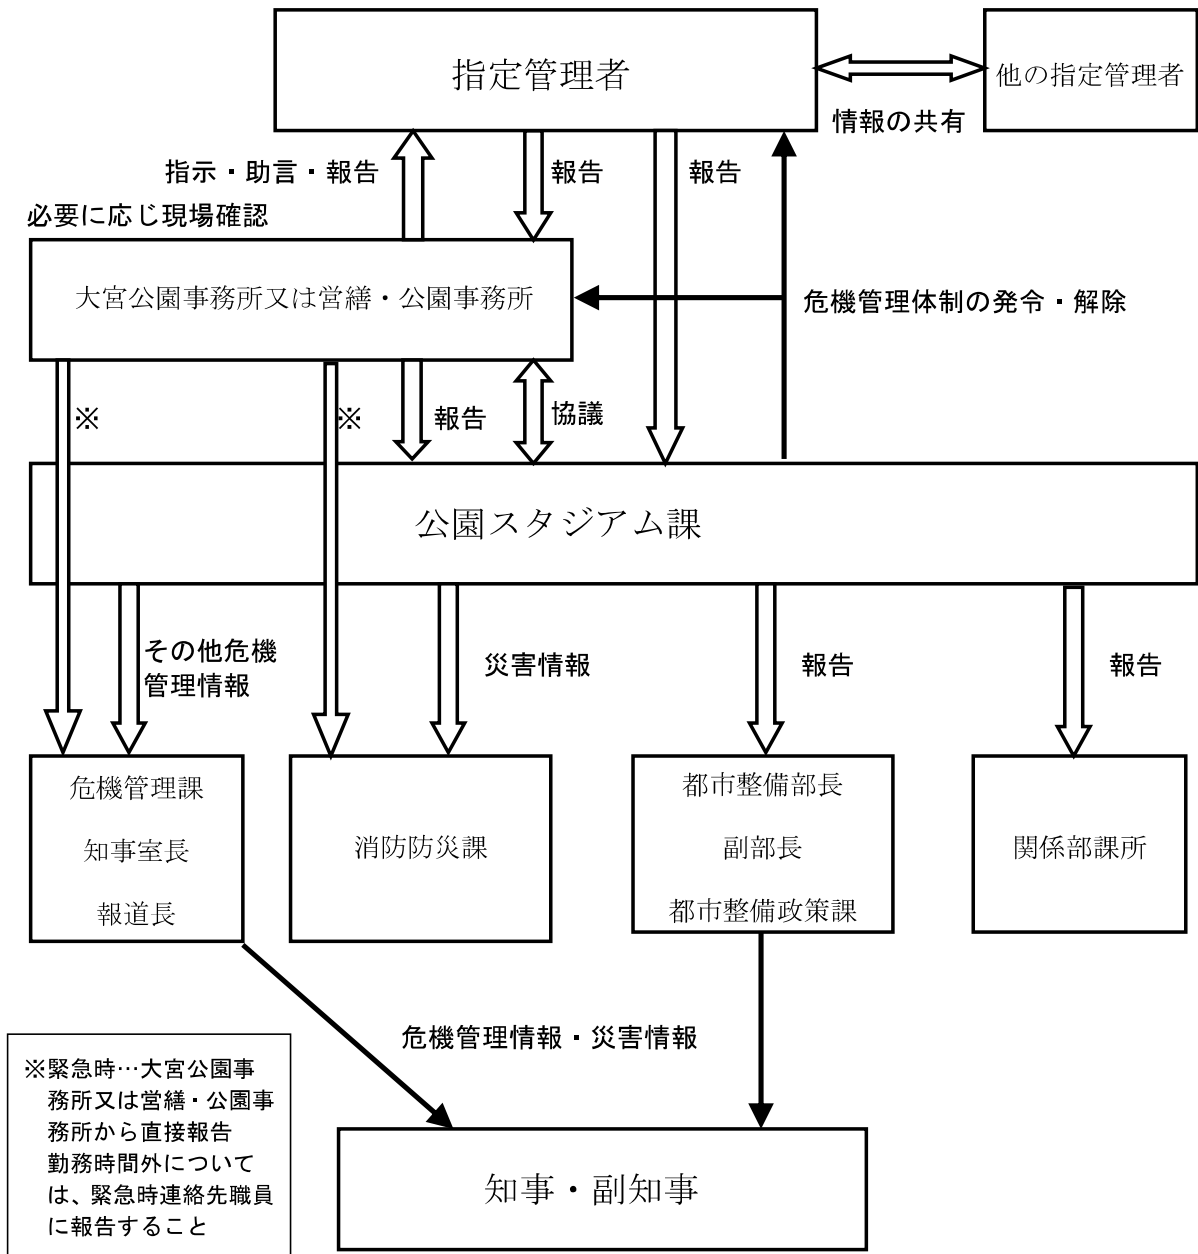 指定管理者
他の指定管理者
情報の共有
指示・助言・報告
報告
報告
必要に応じ現場確認
大宮公園事務所又は営繕・公園事務所
危機管理体制の発令・解除
※
※
報告
協議
公園スタジアム課
その他危機
管理情報
災害情報
報告
報告
危機管理課
知事室長
報道長
消防防災課
都市整備部長
副部長
都市整備政策課
関係部課所
危機管理情報・災害情報
※緊急時…大宮公園事
務所又は営繕・公園事
務所から直接報告
勤務時間外について
は、緊急時連絡先職員
に報告すること
知事・副知事